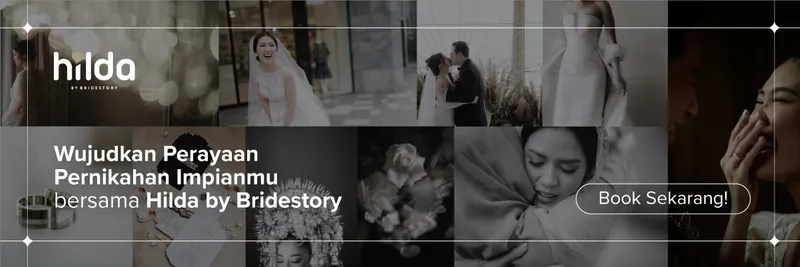 hilda
BY BRIDESTORY
Wujudkan Perayaan
Pernikahan Impianmu
bersama Hilda by Bridestory
Book Sekarang!